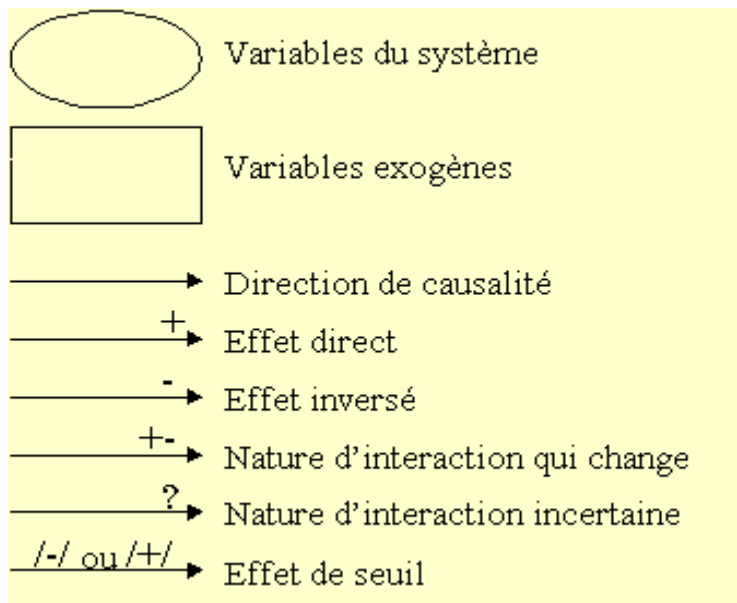 Variables du système
Variables exogènes
Direction de causalité
+ Effet direct
- Effet inversé
+- Nature d'interaction qui change
? Nature d'interaction incertaine
/-/ ou /+/ Effet de seuil